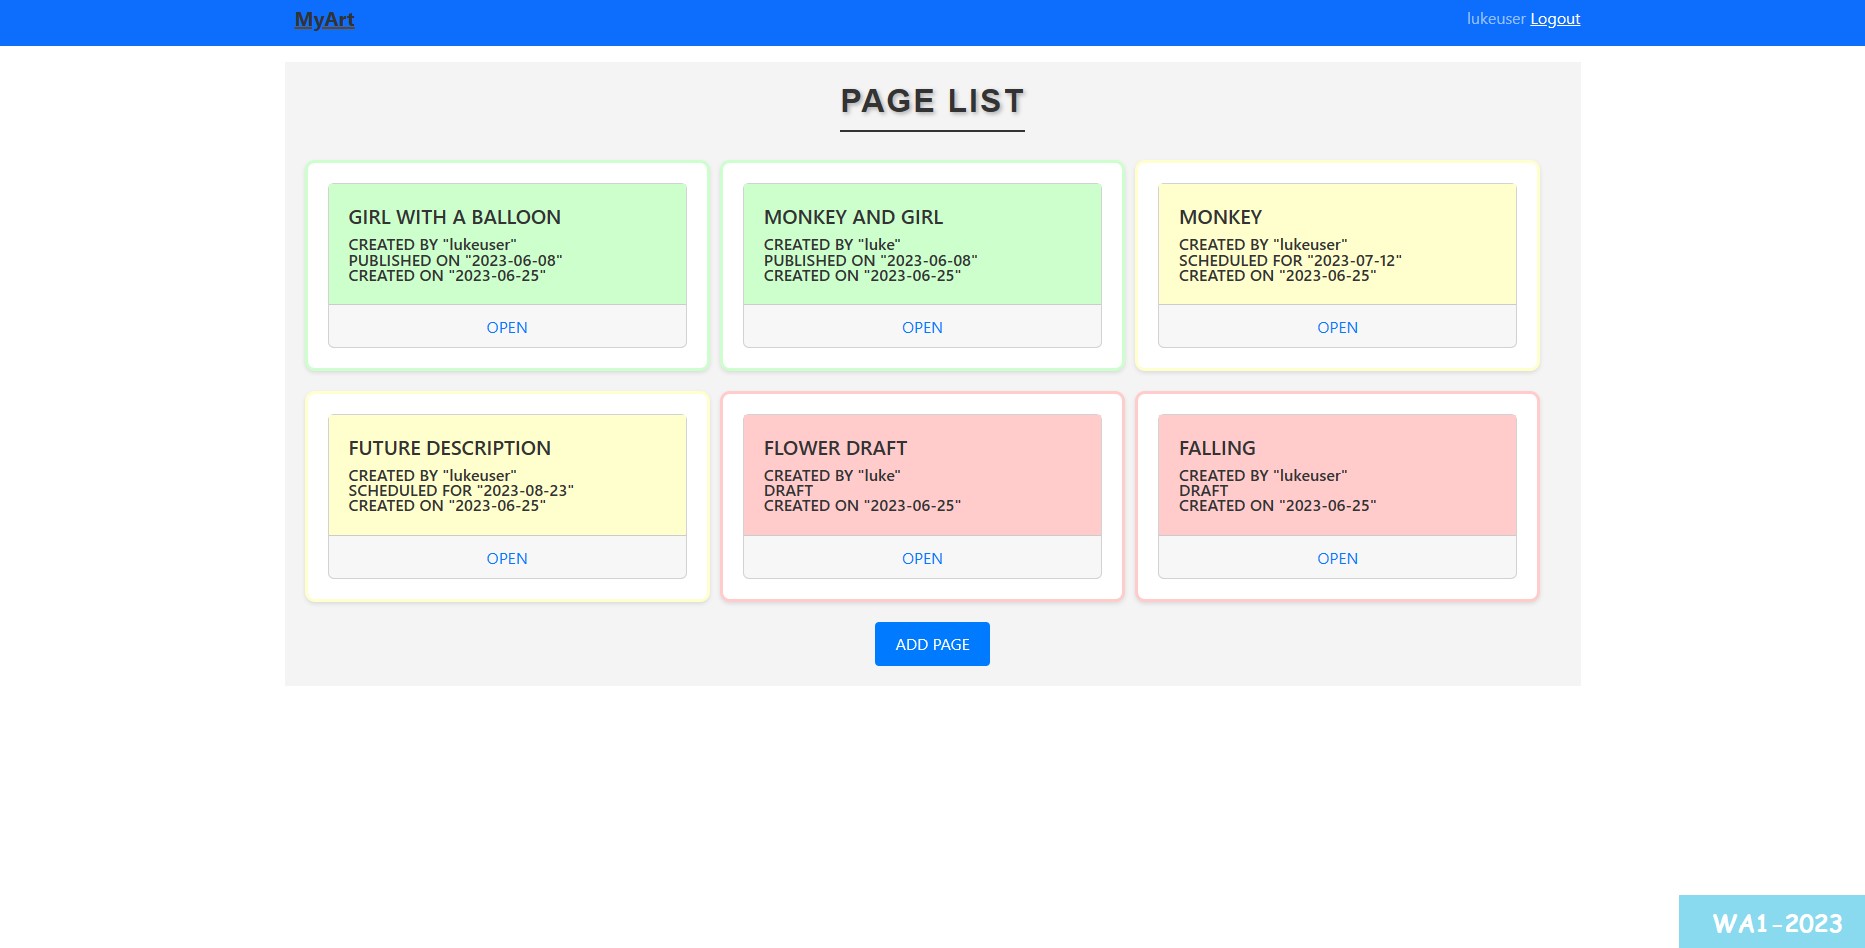 MyArt
lukeuser Logout
PAGE LIST
GIRL WITH A BALLOON
CREATED BY "lukeuser"
PUBLISHED ON "2023-06-08"
CREATED ON "2023-06-25"
OPEN
MONKEY AND GIRL
CREATED BY "luke"
PUBLISHED ON "2023-06-08"
CREATED ON "2023-06-25"
OPEN
MONKEY
CREATED BY "lukeuser"
SCHEDULED FOR "2023-07-12"
CREATED ON "2023-06-25"
OPEN
FUTURE DESCRIPTION
CREATED BY "lukeuser"
SCHEDULED FOR "2023-08-23"
CREATED ON "2023-06-25"
OPEN
FLOWER DRAFT
CREATED BY "luke"
DRAFT
CREATED ON "2023-06-25"
OPEN
FALLING
CREATED BY "lukeuser"
DRAFT
CREATED ON "2023-06-25"
OPEN
ADD PAGE
WA1-2023